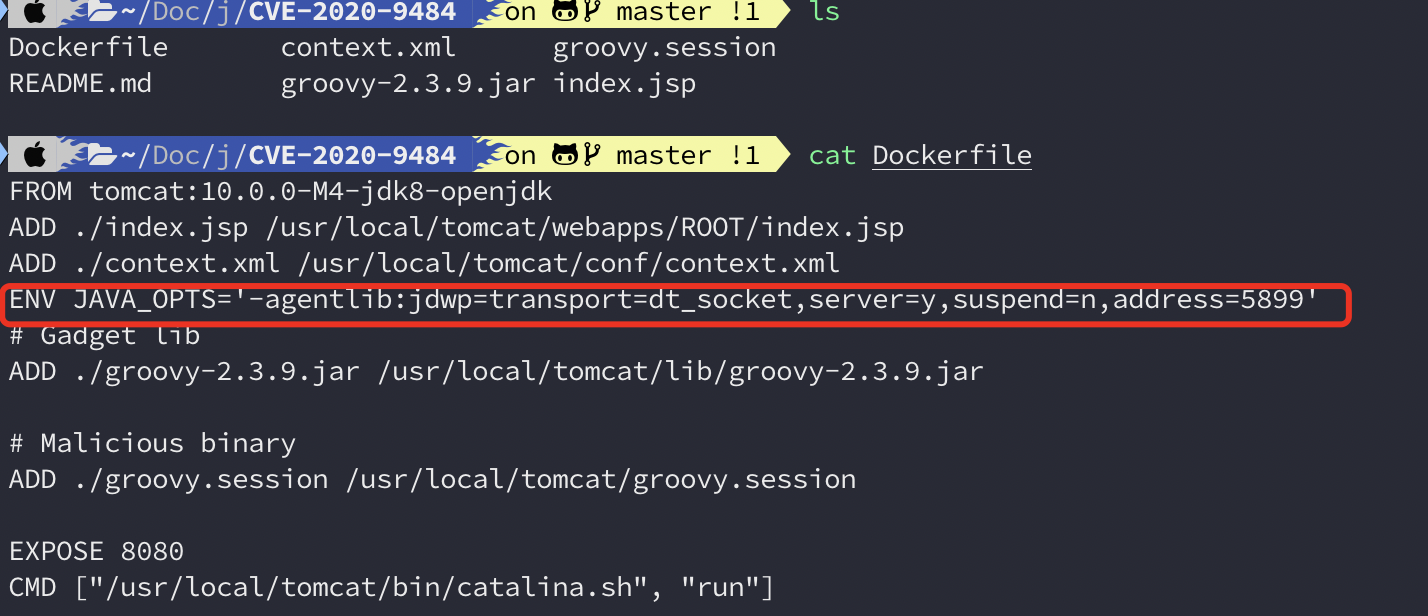 ~/Doc/j/CVE-2020-9484 on master !1 ls
Dockerfile context.xml groovy.session
README.md groovy-2.3.9.jar index.jsp
~/Doc/j/CVE-2020-9484 on master !1 cat Dockerfile
FROM tomcat:10.0.0-M4-jdk8-openjdk
ADD ./index.jsp /usr/local/tomcat/webapps/ROOT/index.jsp
ADD ./context.xml /usr/local/tomcat/conf/context.xml
ENV JAVA_OPTS='-agentlib:jdwp=transport=dt_socket,server=y,suspend=n,address=5899'
# Gadget lib
ADD ./groovy-2.3.9.jar /usr/local/tomcat/lib/groovy-2.3.9.jar
# Malicious binary
ADD ./groovy.session /usr/local/tomcat/groovy.session
EXPOSE 8080
CMD ["/usr/local/tomcat/bin/catalina.sh", "run"]